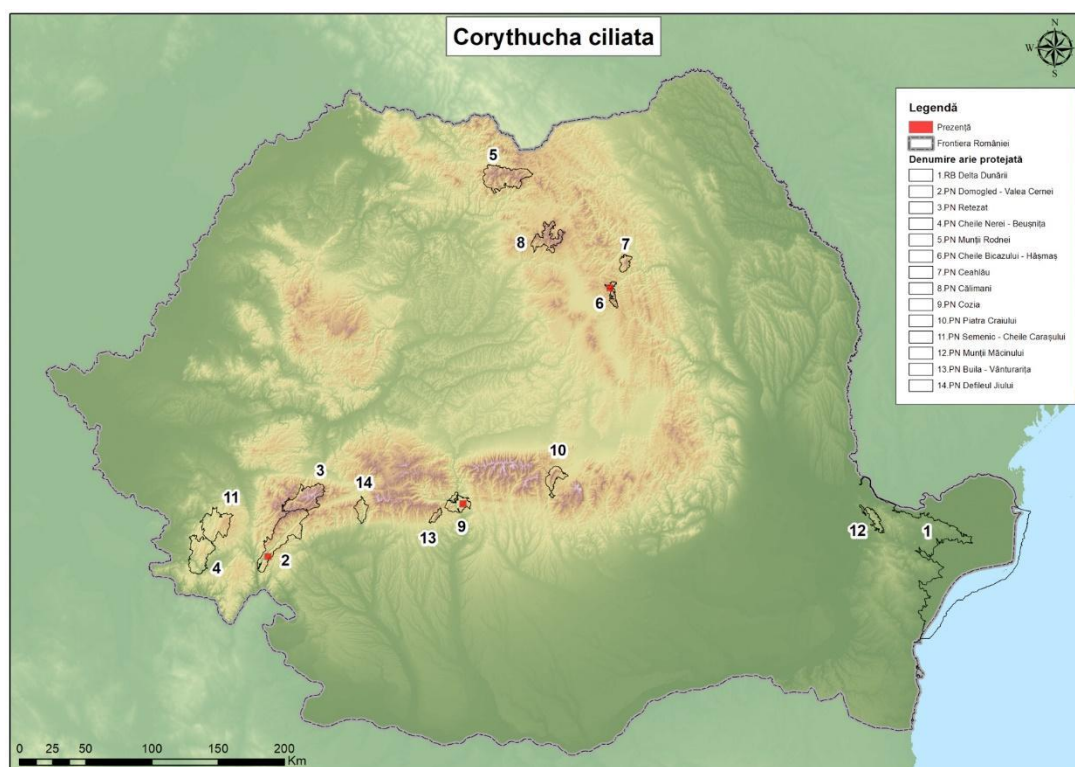 Corythucha ciliata
N
W
E
S
Legendă
Prezență
Frontiera României
Denumire arie protejată
1.RB Delta Dunării
2.PN Domogled - Valea Cernei
3.PN Retezat
4.PN Cheile Nerei - Beușnița
5.PN Munții Rodnei
6.PN Cheile Bicazului - Hășmaș
7.PN Ceahlău
8.PN Călimani
9.PN Cozia
10.PN Piatra Craiului
11.PN Semenic - Cheile Carașului
12.PN Munții Măcinului
13.PN Buila - Vânturarița
14.PN Defileul Jiului
5
8
7
6
10
3
14
11
9
13
12
1
2
4
0 25 50 100 150 200
Km